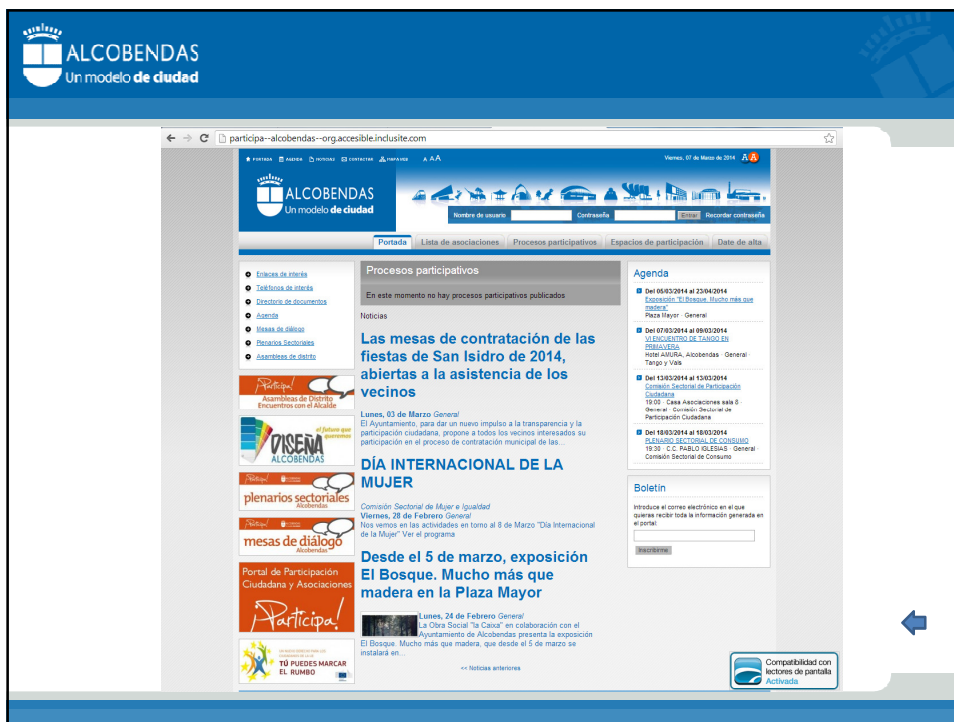 ALCOBENDAS
Un modelo de ciudad
participa--alcobendas--org.accesible.inclusite.com
PORTADA AGENDA NOTICIAS CONTACTAR MAPA WEB A A A
Viernes, 07 de Marzo de 2014 A A
ALCOBENDAS
Un modelo de ciudad
Nombre de usuario Contraseña Entrar Recordar contraseña
Portada Lista de asociaciones Procesos participativos Espacios de participación Date de alta
Enlaces de interés
Teléfonos de interés
Directorio de documentos
Agenda
Mesas de diálogo
Plenarios Sectoriales
Asambleas de distrito
Participa!
Asambleas de Distrito
Encuentros con el Alcalde
el futuro que
queremos
DISEÑA
ALCOBENDAS
Participa!
plenarios sectoriales
Alcobendas
Participa!
mesas de diálogo
Alcobendas
Portal de Participación
Ciudadana y Asociaciones
Participa!
TÚ PUEDES MARCAR
EL RUMBO
Procesos participativos
En este momento no hay procesos participativos publicados
Noticias
Las mesas de contratación de las
fiestas de San Isidro de 2014,
abiertas a la asistencia de los
vecinos
Lunes, 03 de Marzo General
El Ayuntamiento, para dar un nuevo impulso a la transparencia y la
participación ciudadana, propone a todos los vecinos interesados su
participación en el proceso de contratación municipal de las...
DÍA INTERNACIONAL DE LA
MUJER
Comisión Sectorial de Mujer e Igualdad
Viernes, 28 de Febrero General
Nos vemos en las actividades en torno al 8 de Marzo "Día Internacional
de la Mujer" Ver el programa
Desde el 5 de marzo, exposición
El Bosque. Mucho más que
madera en la Plaza Mayor
Lunes, 24 de Febrero General
La Obra Social "la Caixa" en colaboración con el
Ayuntamiento de Alcobendas presenta la exposición
El Bosque. Mucho más que madera, que desde el 5 de marzo se
instalará en...
<< Noticias anteriores
Agenda
Del 05/03/2014 al 23/04/2014
Exposición "El Bosque. Mucho más que
madera"
Plaza Mayor · General
Del 07/03/2014 al 09/03/2014
VI ENCUENTRO DE TANGO EN
PRIMAVERA
Hotel AMURA, Alcobendas · General ·
Tango y Vals
Del 13/03/2014 al 13/03/2014
Comisión Sectorial de Participación
Ciudadana
19:00 · Casa Asociaciones sala 8 ·
General · Comisión Sectorial de
Participación Ciudadana
Del 18/03/2014 al 18/03/2014
PLENARIO SECTORIAL DE CONSUMO
19:30 · C.C. PABLO IGLESIAS · General ·
Comisión Sectorial de Consumo
Boletín
Introduce el correo electrónico en el que
quieras recibir toda la información generada en
el portal:
Inscribirme
Compatibilidad con
lectores de pantalla
Activada